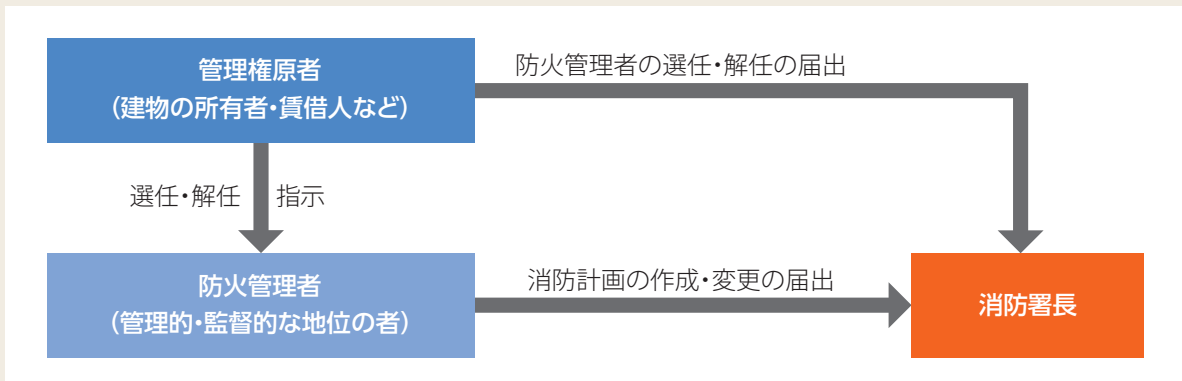 管理権原者
(建物の所有者・賃借人など)
防火管理者の選任・解任の届出
選任・解任 指示
防火管理者
(管理的・監督的な地位の者)
消防計画の作成・変更の届出
消防署長